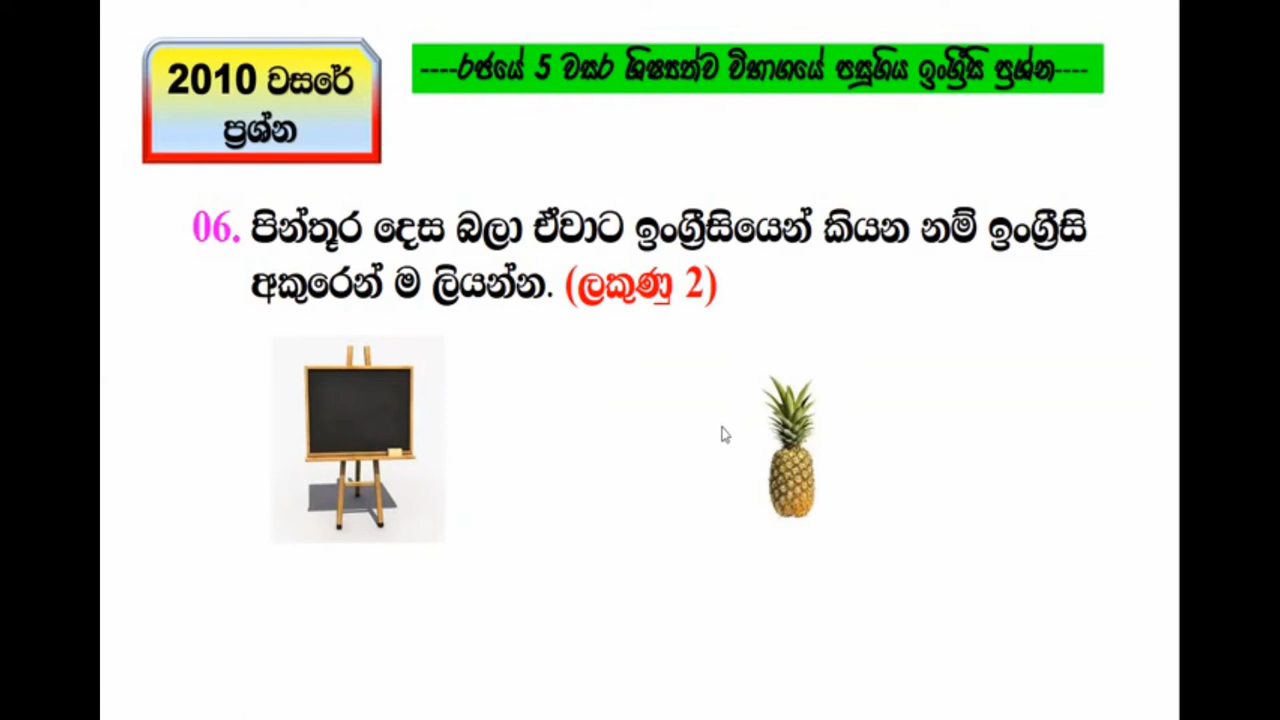 2010 වසරේ
ප්‍රශ්න
----රජයේ 5 වසර ශිෂ්‍යත්ව විභාගයේ පසුගිය ඉංග්‍රීසි ප්‍රශ්න----
06. පින්තූර දෙස බලා ඒවාට ඉංග්‍රීසියෙන් කියන නම් ඉංග්‍රීසි
අකුරෙන් ම ලියන්න. (ලකුණු 2)